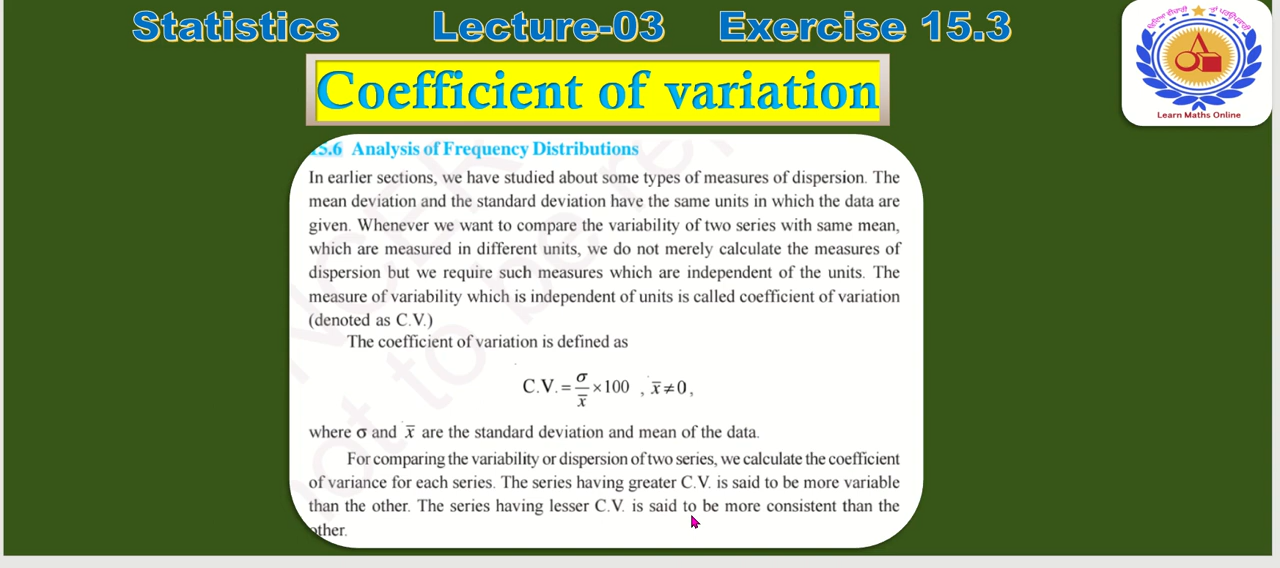 Statistics Lecture-03 Exercise 15.3
ਵਿਦਿਆ ਵੀਚਾਰੀ ਤਾਂ ਪਰਉਪਕਾਰੀ
Learn Maths Online
Coefficient of variation
5.6 Analysis of Frequency Distributions
In earlier sections, we have studied about some types of measures of dispersion. The
mean deviation and the standard deviation have the same units in which the data are
given. Whenever we want to compare the variability of two series with same mean,
which are measured in different units, we do not merely calculate the measures of
dispersion but we require such measures which are independent of the units. The
measure of variability which is independent of units is called coefficient of variation
(denoted as C.V.)
The coefficient of variation is defined as
C.V. = σ/x̄ × 100 , x̄ ≠ 0,
where σ and x̄ are the standard deviation and mean of the data.
For comparing the variability or dispersion of two series, we calculate the coefficient
of variance for each series. The series having greater C.V. is said to be more variable
than the other. The series having lesser C.V. is said to be more consistent than the
other.